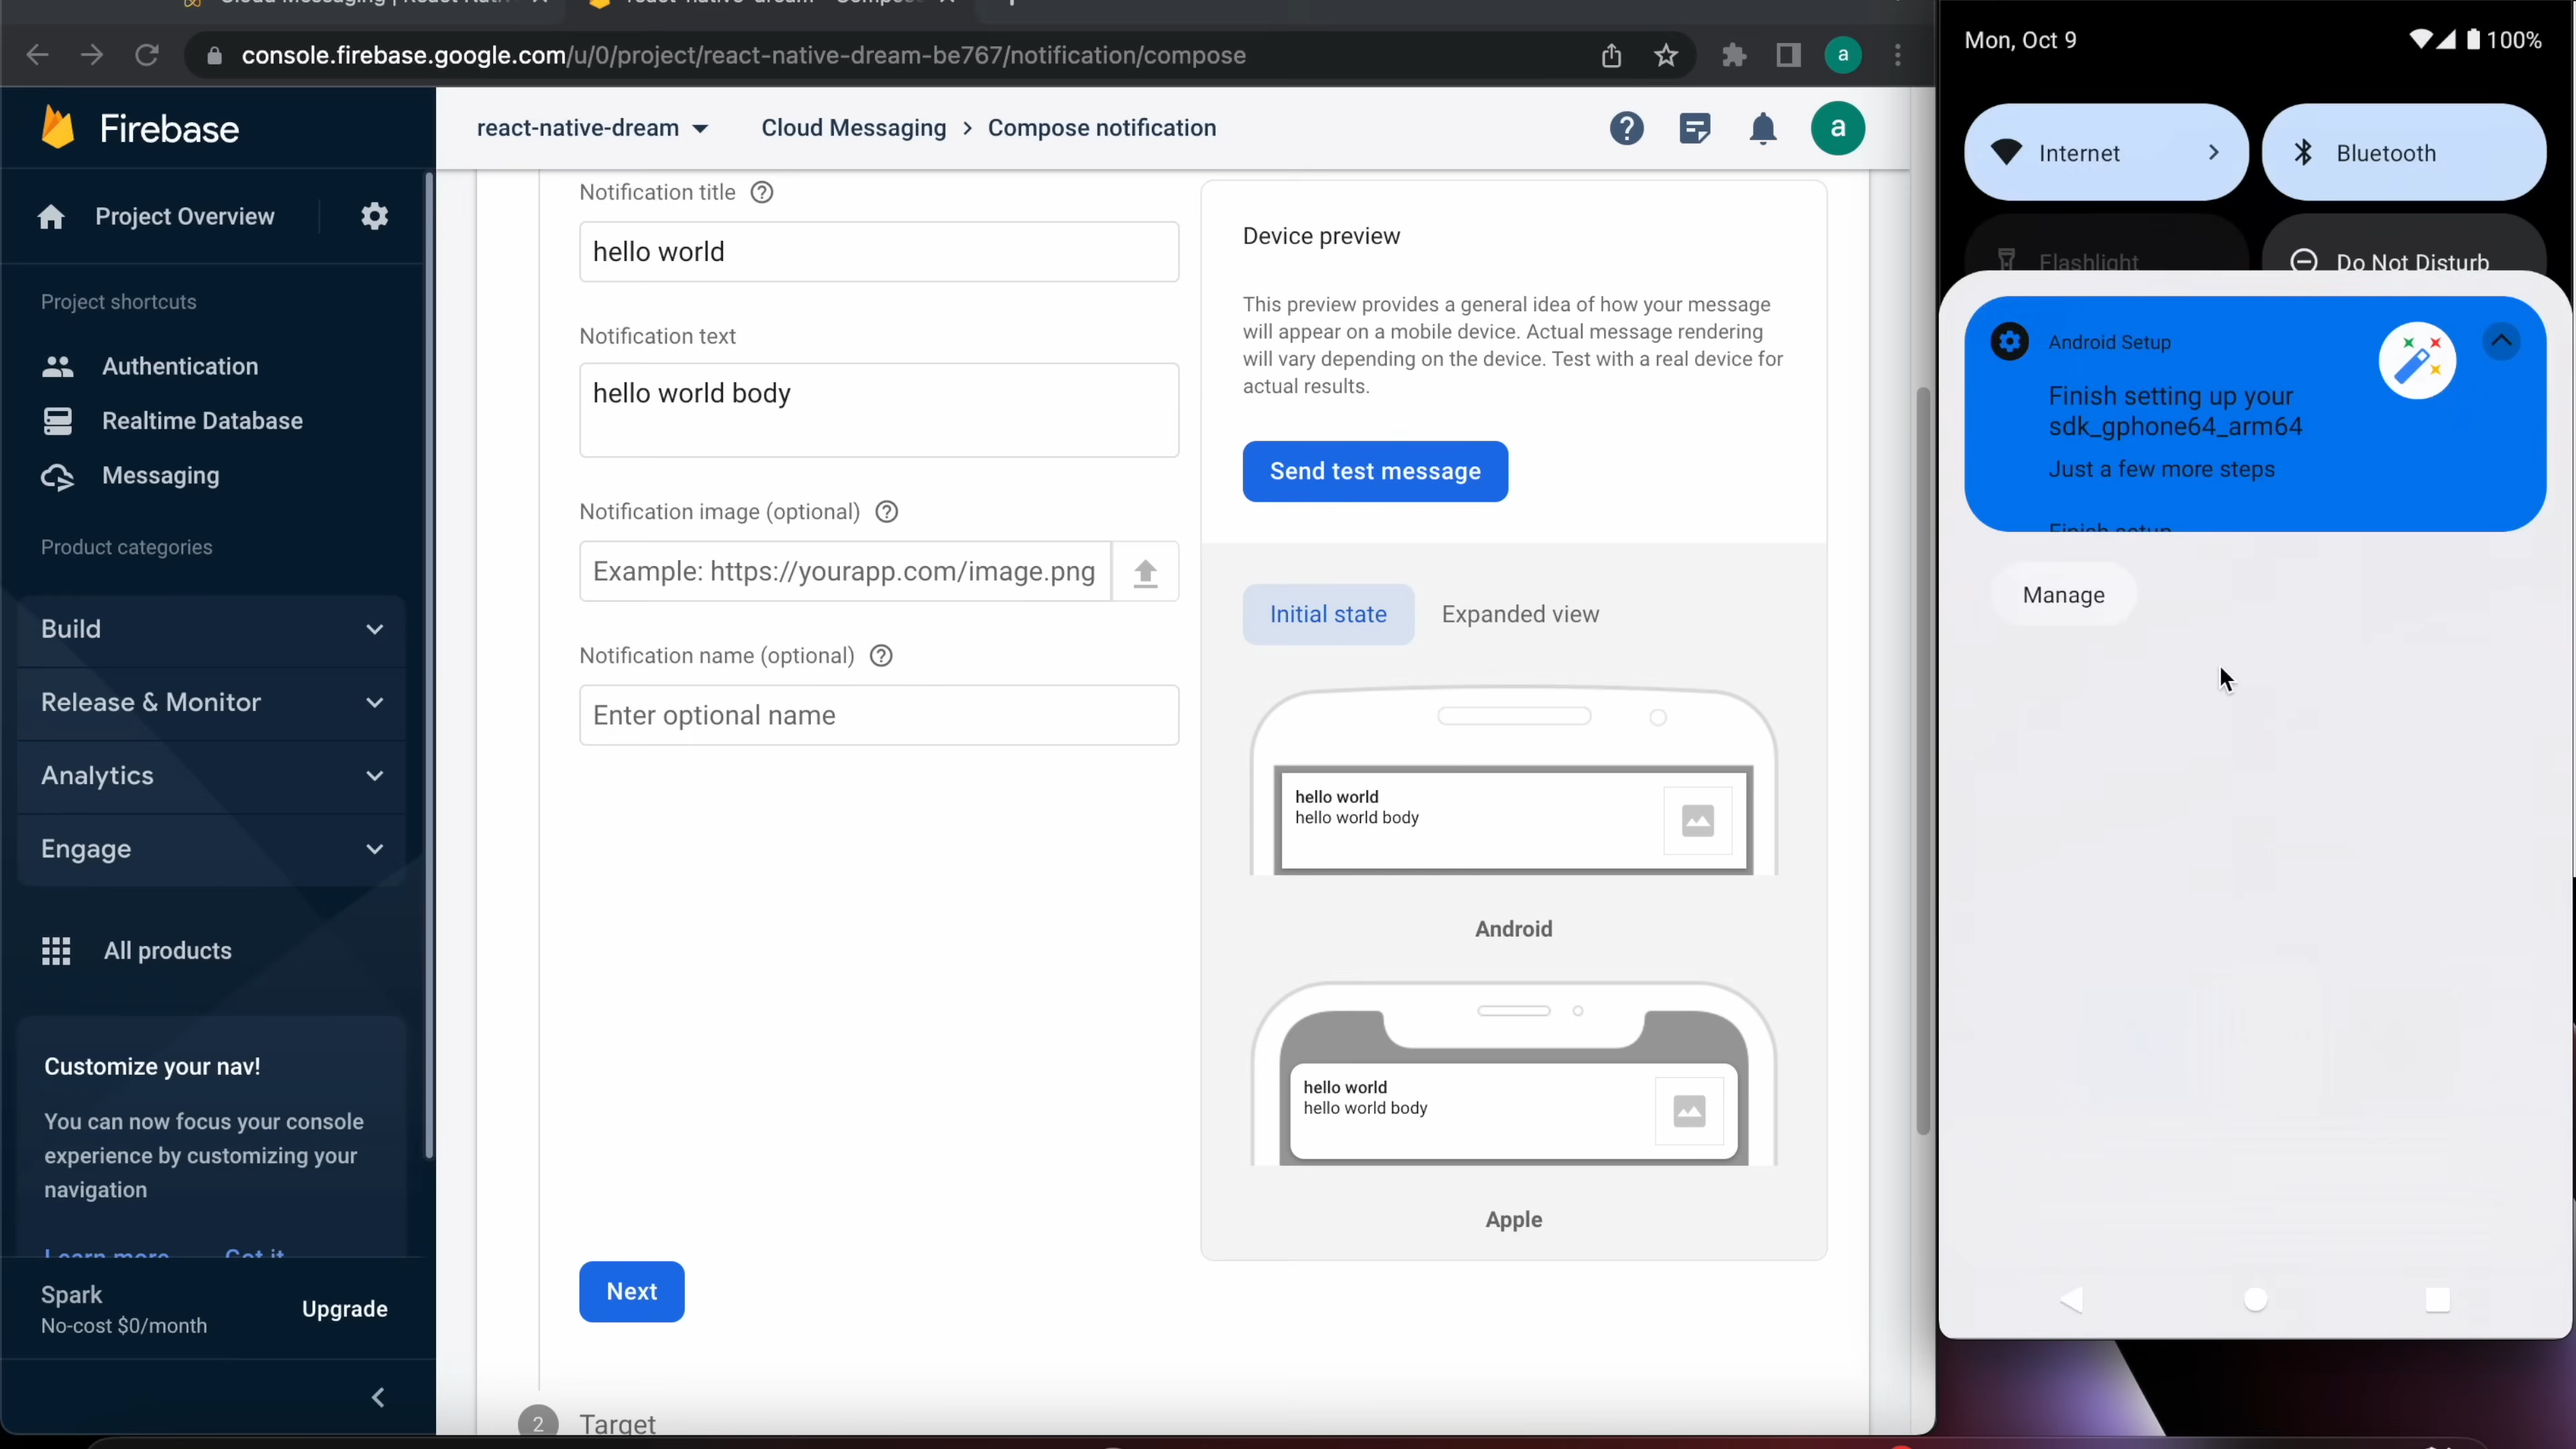 console.firebase.google.com/u/0/project/react-native-dream-be767/notification/compose
a
Firebase
Project Overview
Project shortcuts
Authentication
Realtime Database
Messaging
Product categories
Build
Release & Monitor
Analytics
Engage
All products
Customize your nav!
You can now focus your console
experience by customizing your
navigation
Learn more Got it
Spark
No-cost $0/month
Upgrade
react-native-dream
Cloud Messaging > Compose notification
a
Notification title
hello world
Notification text
hello world body
Notification image (optional)
Example: https://yourapp.com/image.png
Notification name (optional)
Enter optional name
Next
2 Target
Device preview
This preview provides a general idea of how your message
will appear on a mobile device. Actual message rendering
will vary depending on the device. Test with a real device for
actual results.
Send test message
Initial state
Expanded view
hello world
hello world body
Android
hello world
hello world body
Apple
Mon, Oct 9
100%
Internet
Bluetooth
Flashlight
Do Not Disturb
Android Setup
Finish setting up your
sdk_gphone64_arm64
Just a few more steps
Finish setup
Manage